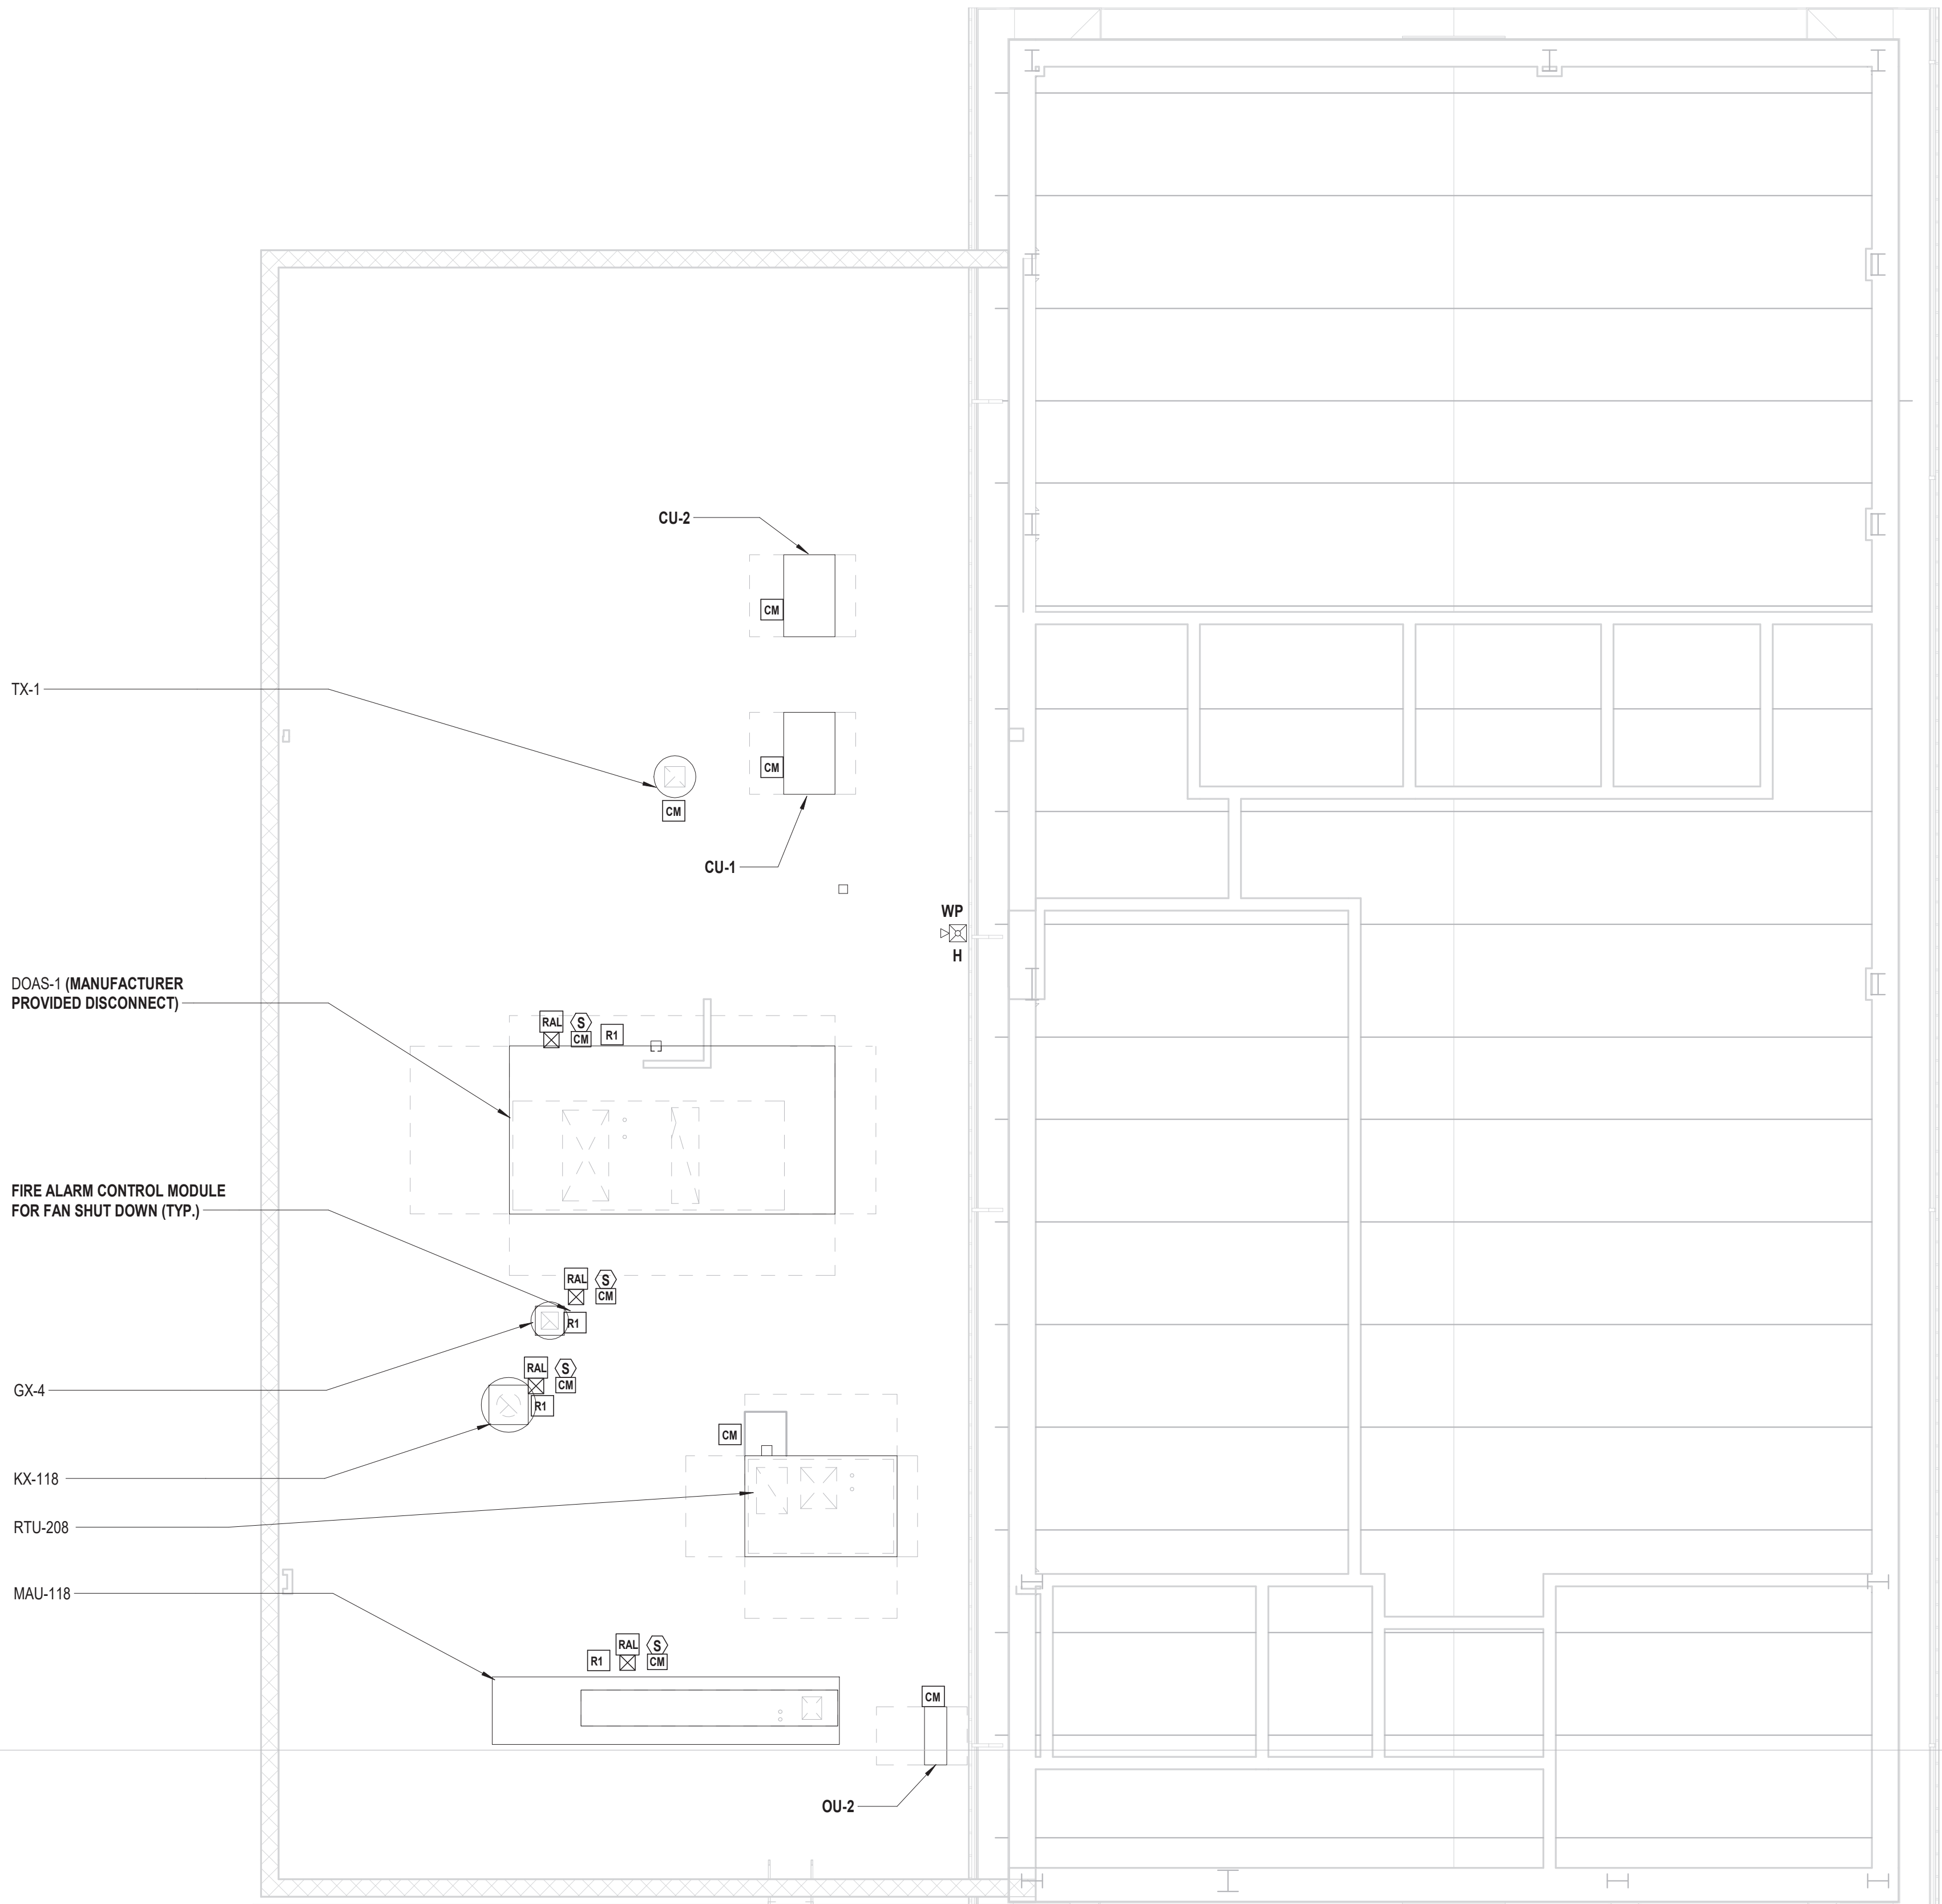 CU-2
CM
TX-1
CM
CM
CU-1
WP
H
DOAS-1 (MANUFACTURER
PROVIDED DISCONNECT)
RAL
S
CM
R1
FIRE ALARM CONTROL MODULE
FOR FAN SHUT DOWN (TYP.)
RAL
S
CM
R1
GX-4
RAL
S
CM
R1
CM
KX-118
RTU-208
MAU-118
R1
RAL
S
CM
CM
OU-2